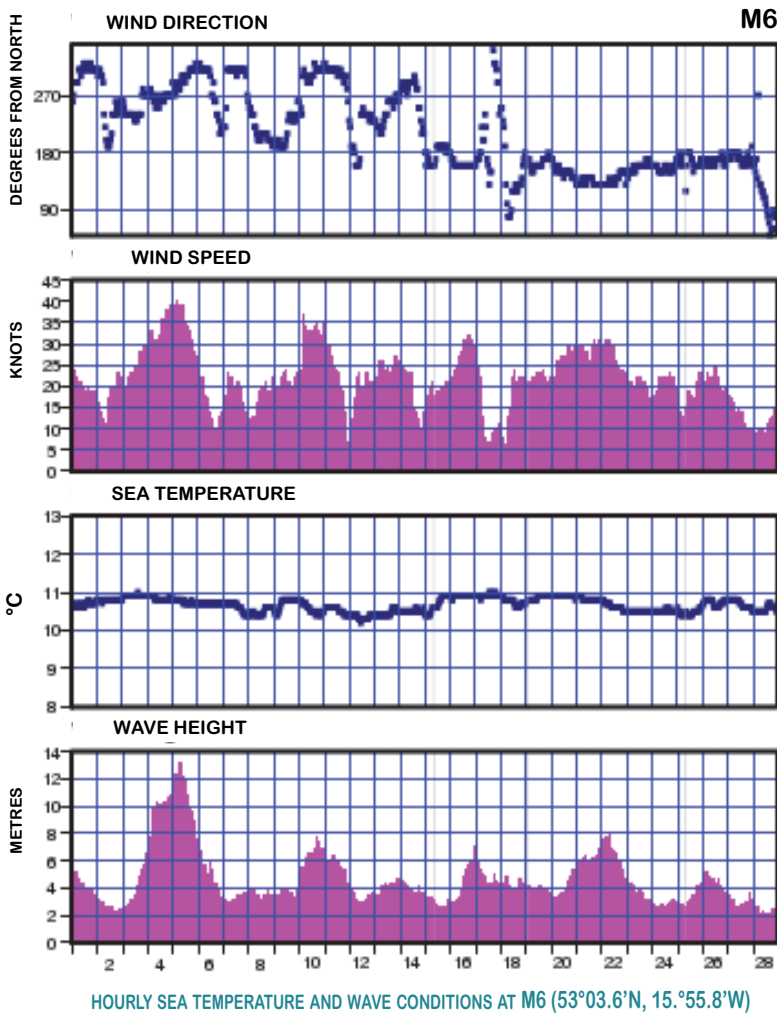 WIND DIRECTION
M6
DEGREES FROM NORTH
270
180
90
WIND SPEED
KNOTS
45
40
35
30
25
20
15
10
5
0
SEA TEMPERATURE
°C
13
12
11
10
9
8
WAVE HEIGHT
METRES
14
12
10
8
6
4
2
0
2 4 6 8 10 12 14 16 18 20 22 24 26 28
HOURLY SEA TEMPERATURE AND WAVE CONDITIONS AT M6 (53°03.6'N, 15.°55.8'W)